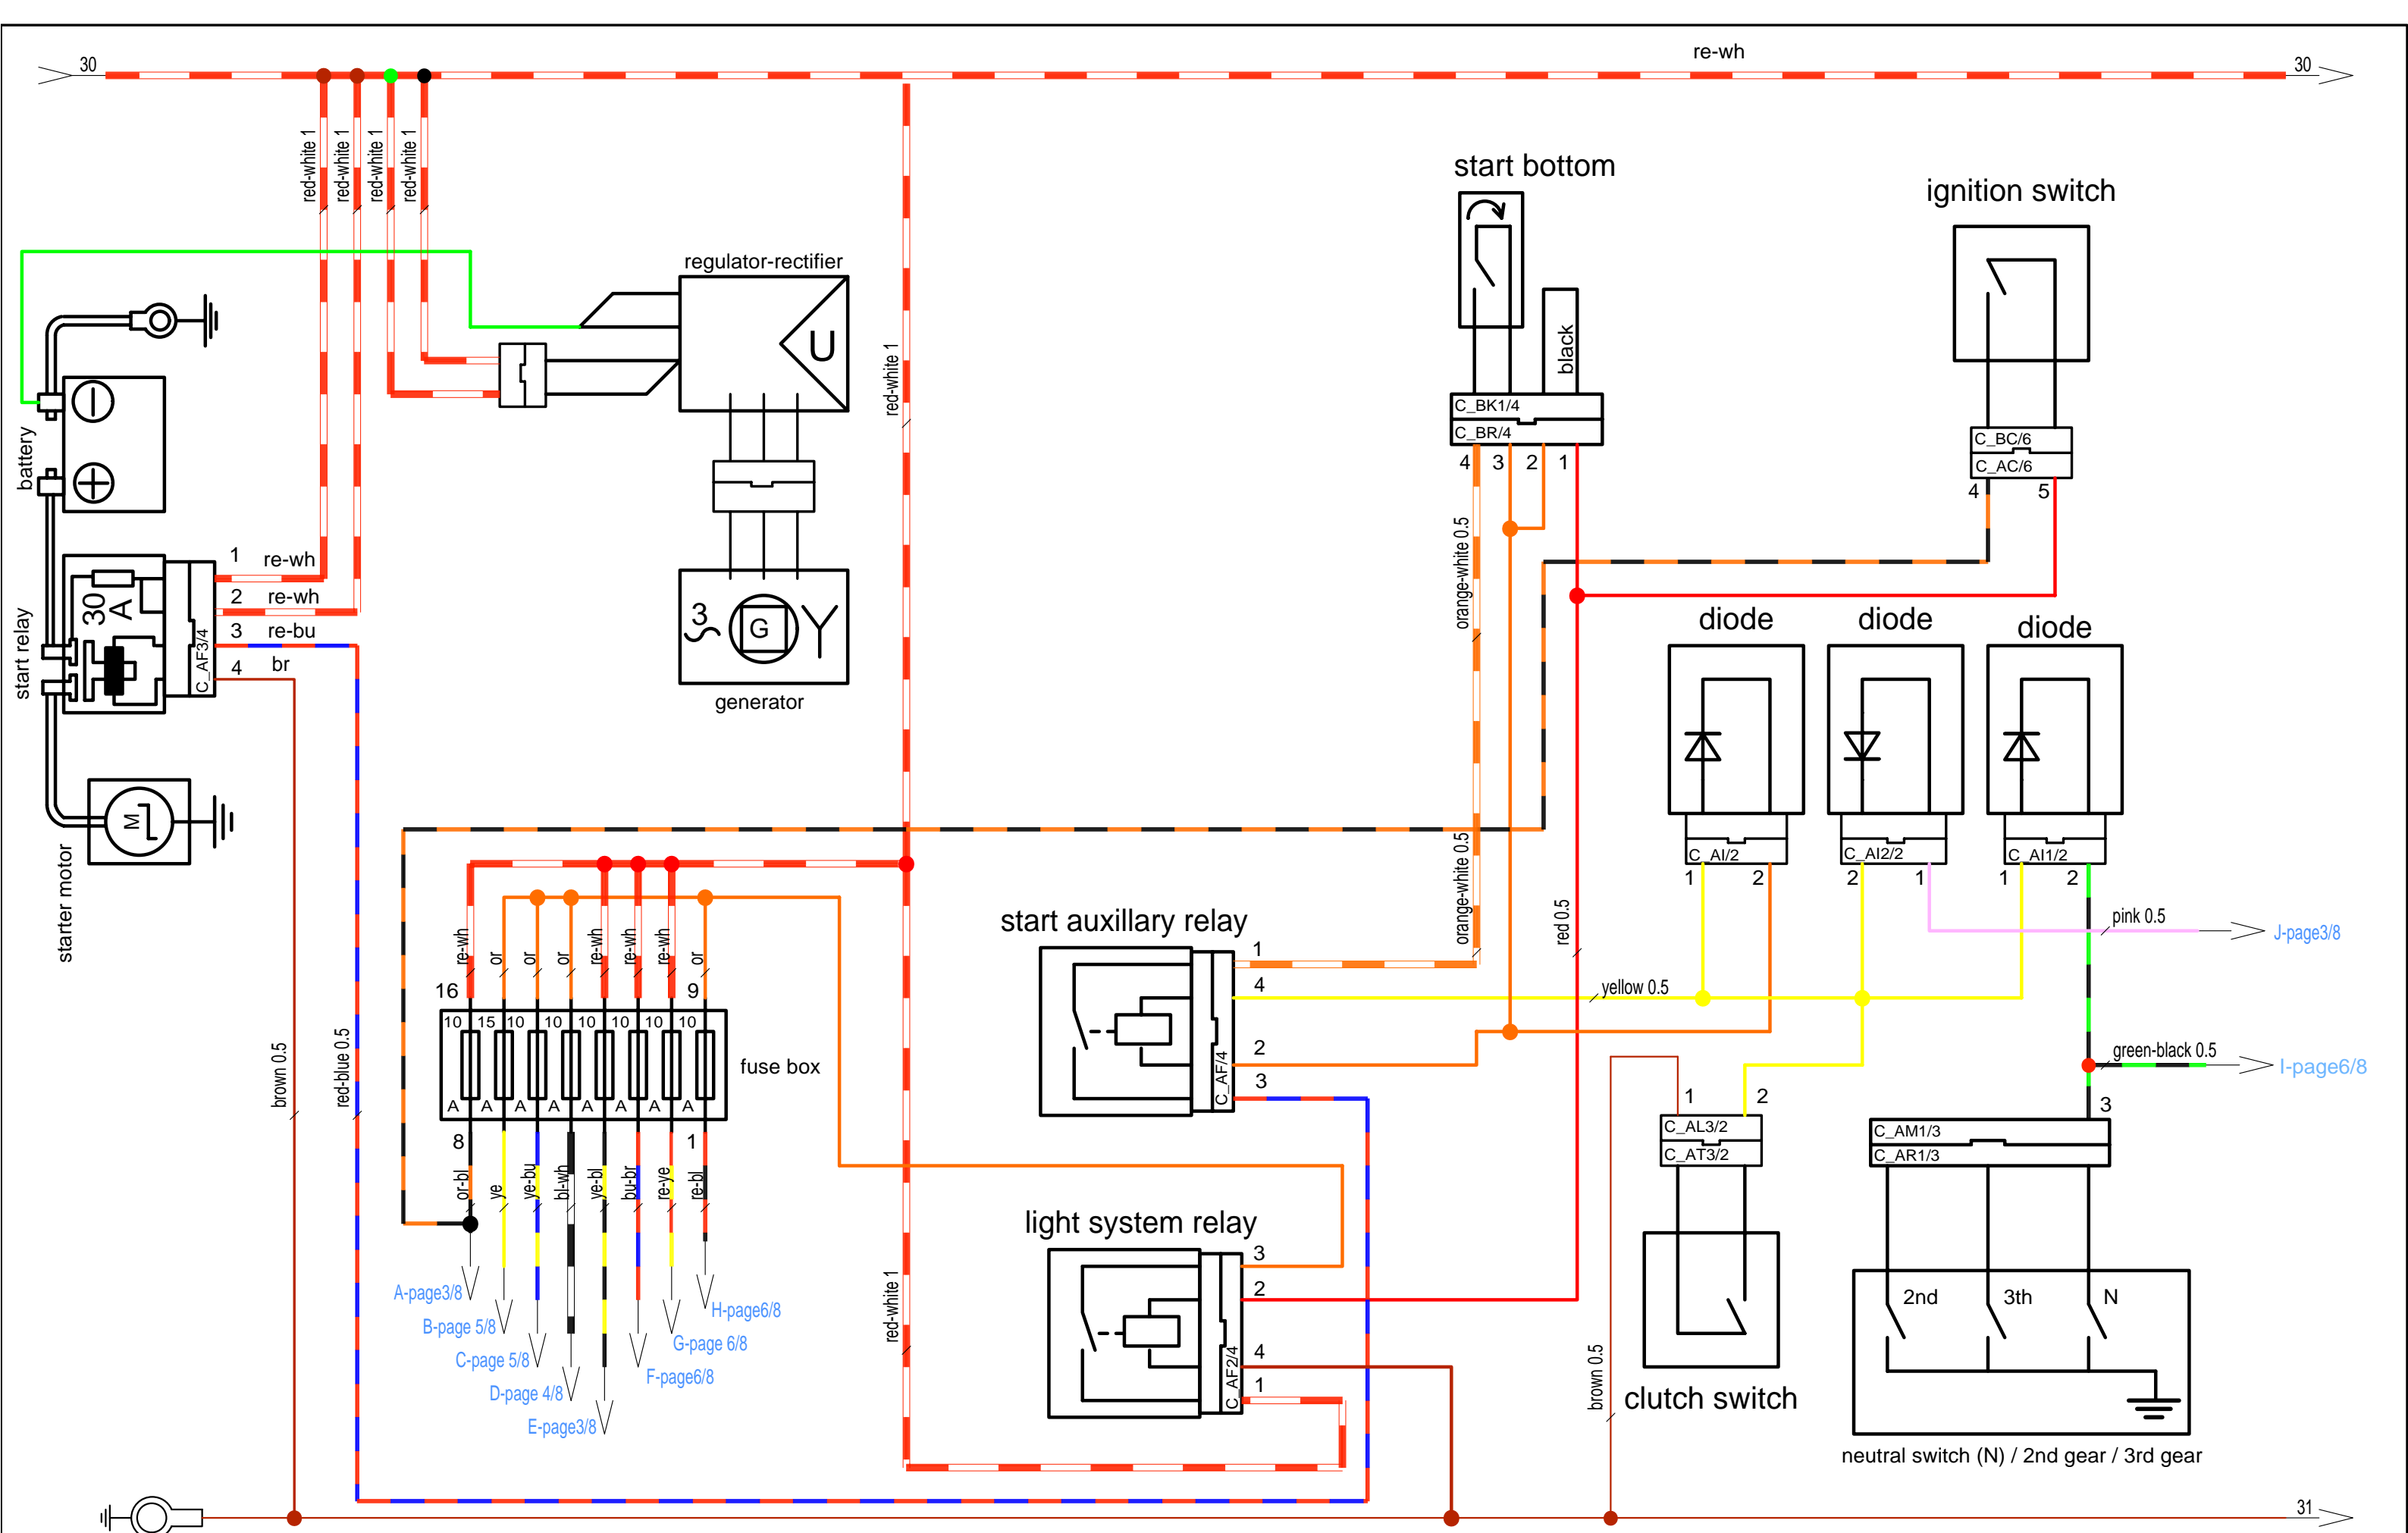 re-wh
30
30
red-white 1
red-white 1
red-white 1
red-white 1
start bottom
ignition switch
regulator-rectifier
U
black
red-white 1
C_BK1/4
C_BR/4
4 3 2 1
C_BC/6
C_AC/6
4 5
battery
orange-white 0.5
1 re-wh
2 re-wh
3 re-bu
4 br
30 A
C_AF3/4
start relay
3 G
generator
diode
diode
diode
M
starter motor
C_AI/2
C_AI2/2
C_AI1/2
1 2
2 1
1 2
orange-white 0.5
red 0.5
pink 0.5
J-page3/8
re-wh
or
or
or
re-wh
re-wh
re-wh
or
start auxillary relay
1
4
2
3
C_AF/4
yellow 0.5
16
9
10 15 10 10 10 10 10 10
A A A A A A A A
fuse box
8
1
brown 0.5
red-blue 0.5
green-black 0.5
I-page6/8
1 2
3
C_AL3/2
C_AT3/2
C_AM1/3
C_AR1/3
or-bl
ye
ye-bu
bl-wh
ye-bl
bu-br
re-ye
re-bl
light system relay
3
2
4
1
C_AF2/4
A-page3/8
B-page 5/8
C-page 5/8
D-page 4/8
E-page3/8
F-page6/8
G-page 6/8
H-page6/8
red-white 1
2nd
3th
N
brown 0.5
clutch switch
neutral switch (N) / 2nd gear / 3rd gear
31